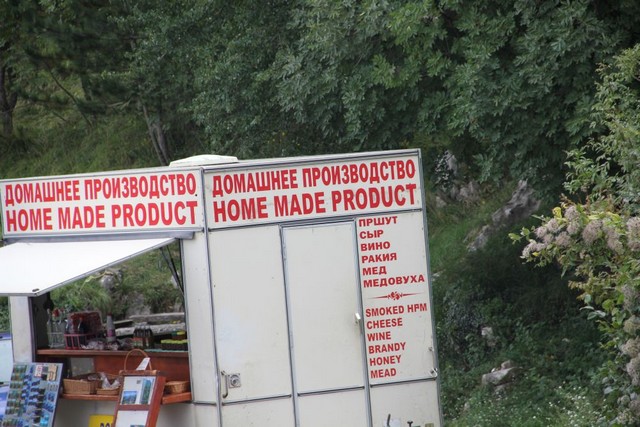 ДОМАШНЕЕ ПРОИЗВОДСТВО
HOME MADE PRODUCT
ДОМАШНЕЕ ПРОИЗВОДСТВО
HOME MADE PRODUCT
ПРШУТ
СЫР
ВИНО
РАКИЯ
МЕД
МЕДОВУХА
SMOKED HPM
CHEESE
WINE
BRANDY
HONEY
MEAD